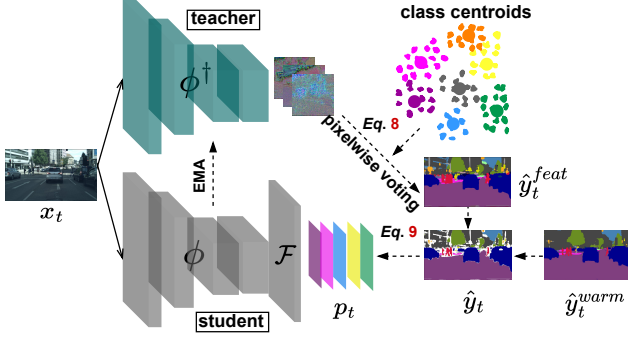 teacher
class centroids
ϕ†
Eq. 8
pixelwise voting
EMA
x_t
ŷ_t^{feat}
ϕ
F
Eq. 9
student
p_t
ŷ_t
ŷ_t^{warm}